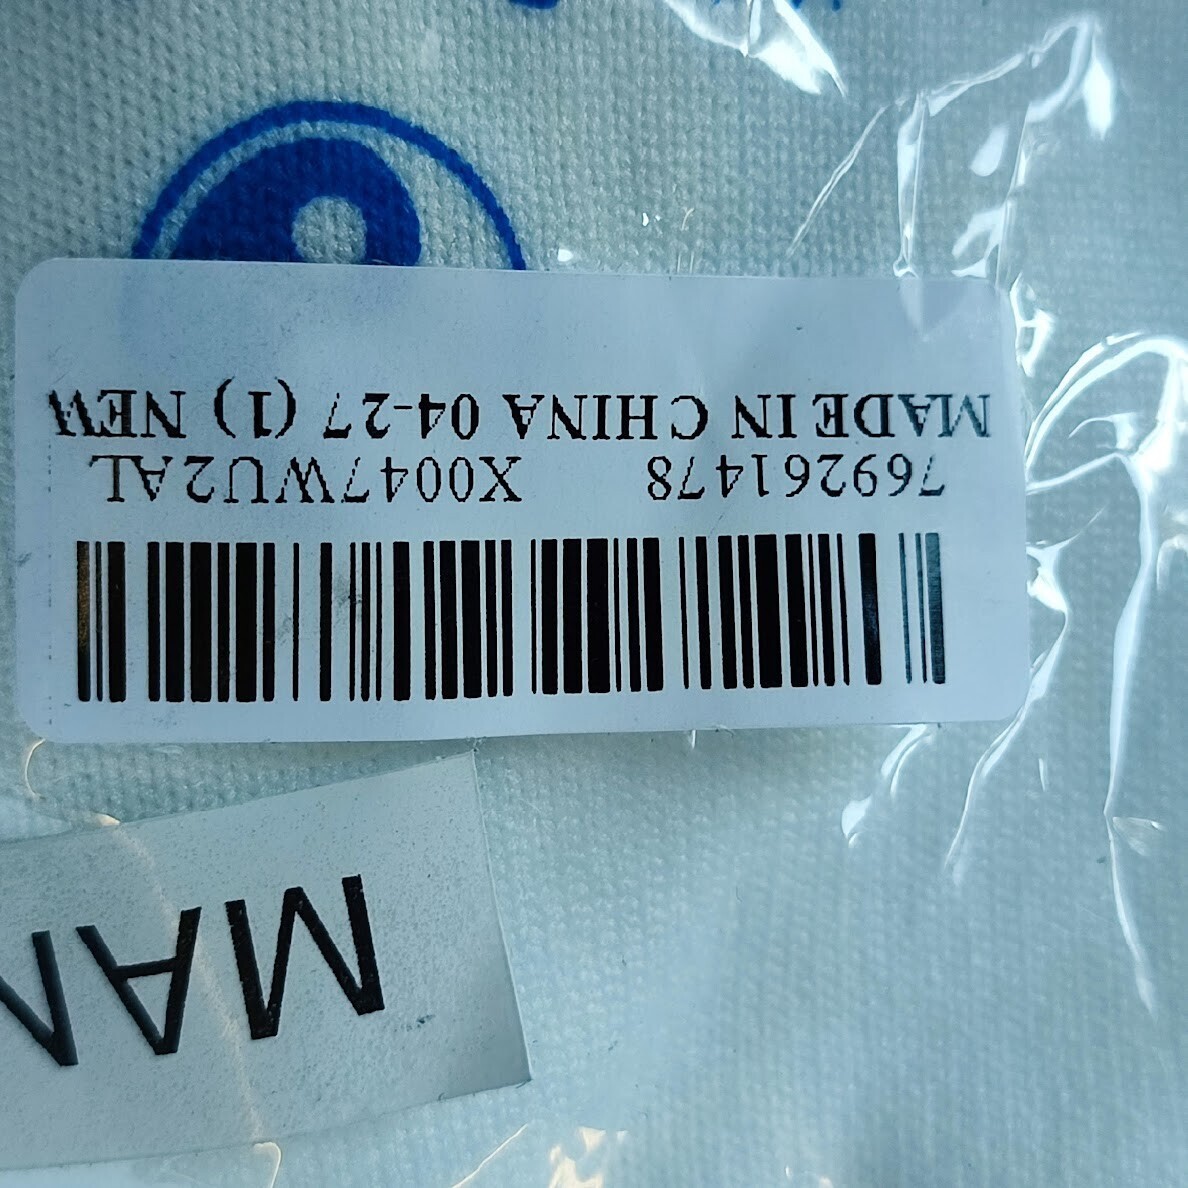 769261478 X0047WU2AL
MADE IN CHINA 04-27 (1) NEW